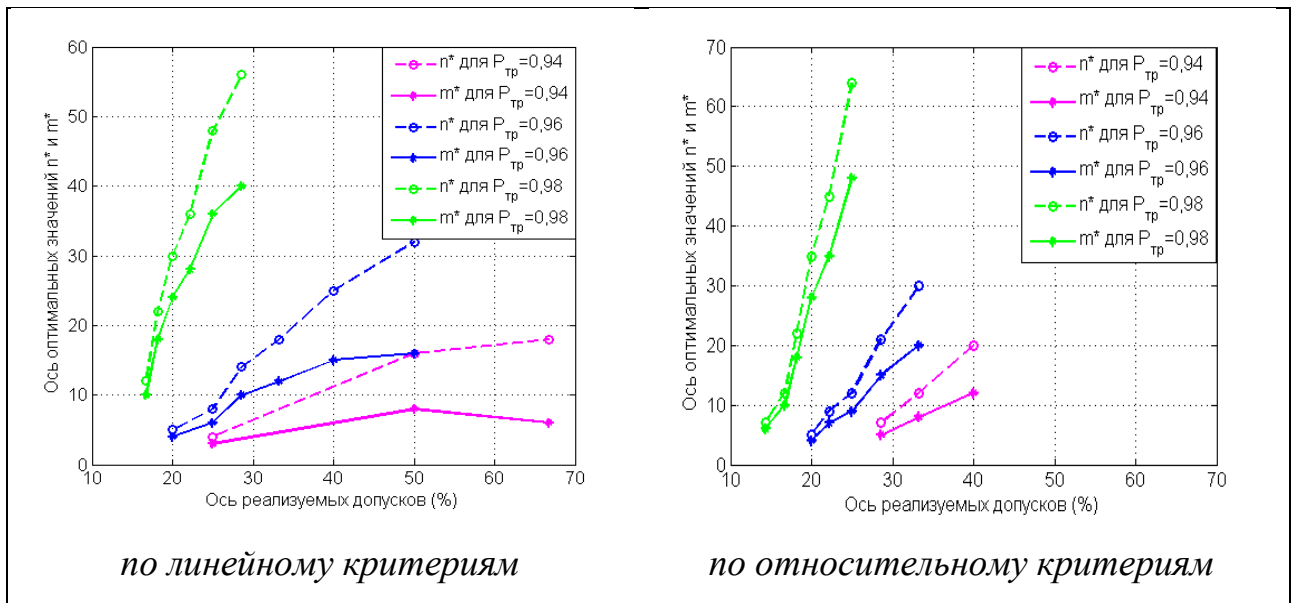 60
50
40
30
20
10
0
10
20
30
40
50
60
70
Ось оптимальных значений n* и m*
Ось реализуемых допусков (%)
n* для Pтр=0,94
m* для Pтр=0,94
n* для Pтр=0,96
m* для Pтр=0,96
n* для Pтр=0,98
m* для Pтр=0,98
по линейному критериям
70
60
50
40
30
20
10
0
10
20
30
40
50
60
70
Ось оптимальных значений n* и m*
Ось реализуемых допусков (%)
n* для Pтр=0,94
m* для Pтр=0,94
n* для Pтр=0,96
m* для Pтр=0,96
n* для Pтр=0,98
m* для Pтр=0,98
по относительному критериям